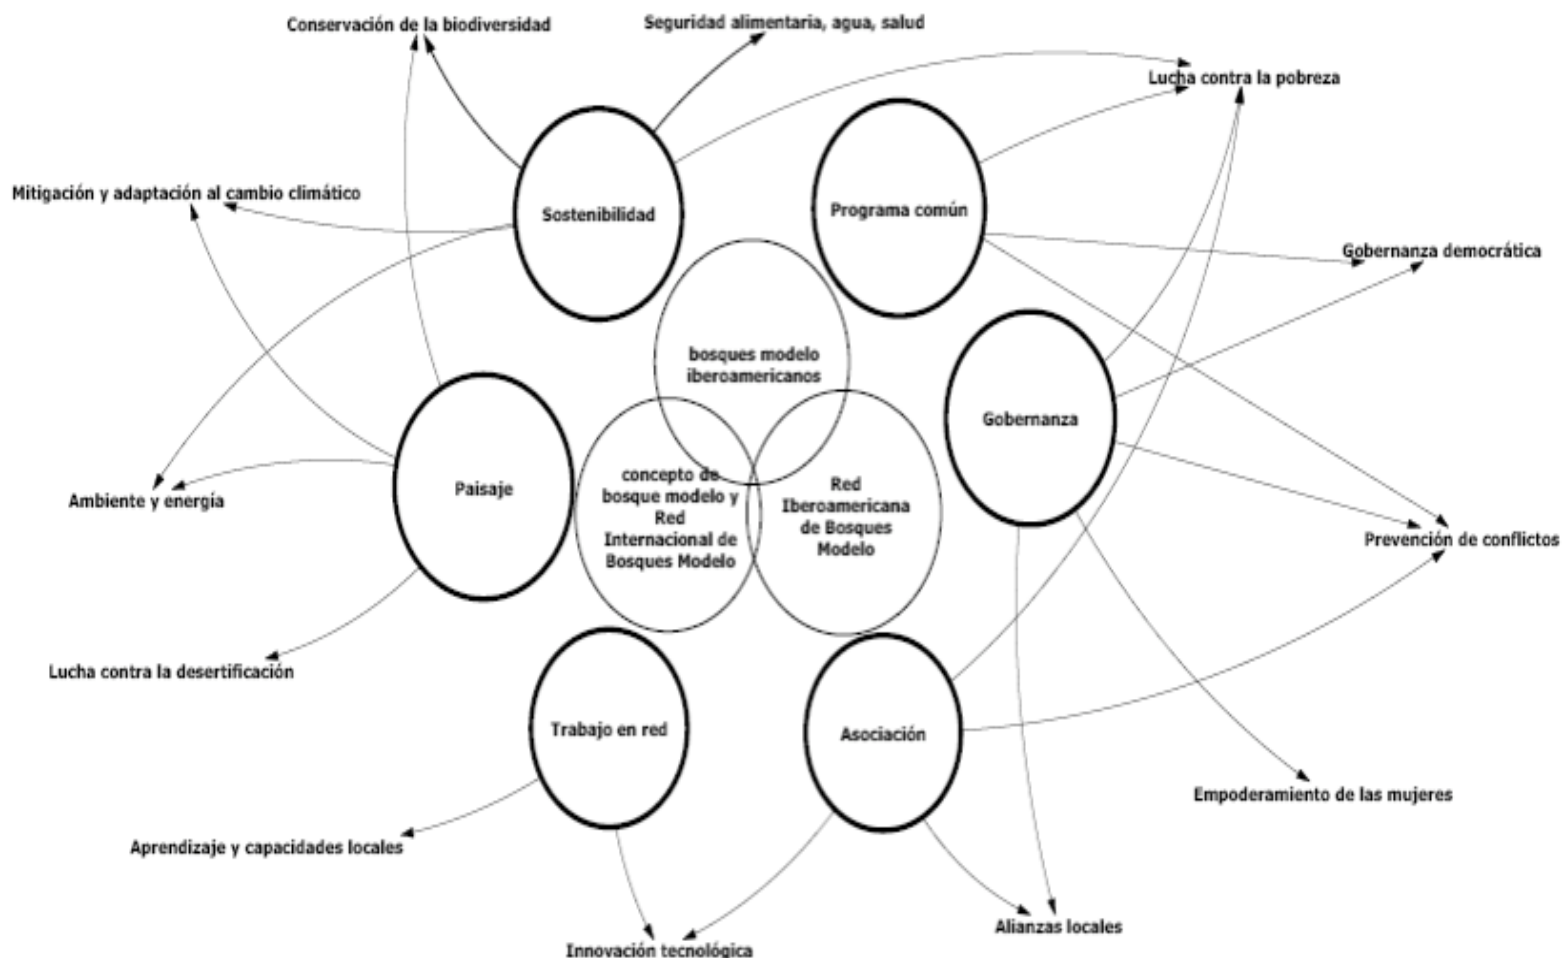 Conservación de la biodiversidad
Seguridad alimentaria, agua, salud
Lucha contra la pobreza
Mitigación y adaptación al cambio climático
Sostenibilidad
Programa común
Gobernanza democrática
bosques modelo
iberoamericanos
Gobernanza
Paisaje
Ambiente y energía
concepto de
bosque modelo y
Red
Internacional de
Bosques Modelo
Red
Iberoamericana
de Bosques
Modelo
Prevención de conflictos
Lucha contra la desertificación
Trabajo en red
Asociación
Empoderamiento de las mujeres
Aprendizaje y capacidades locales
Alianzas locales
Innovación tecnológica